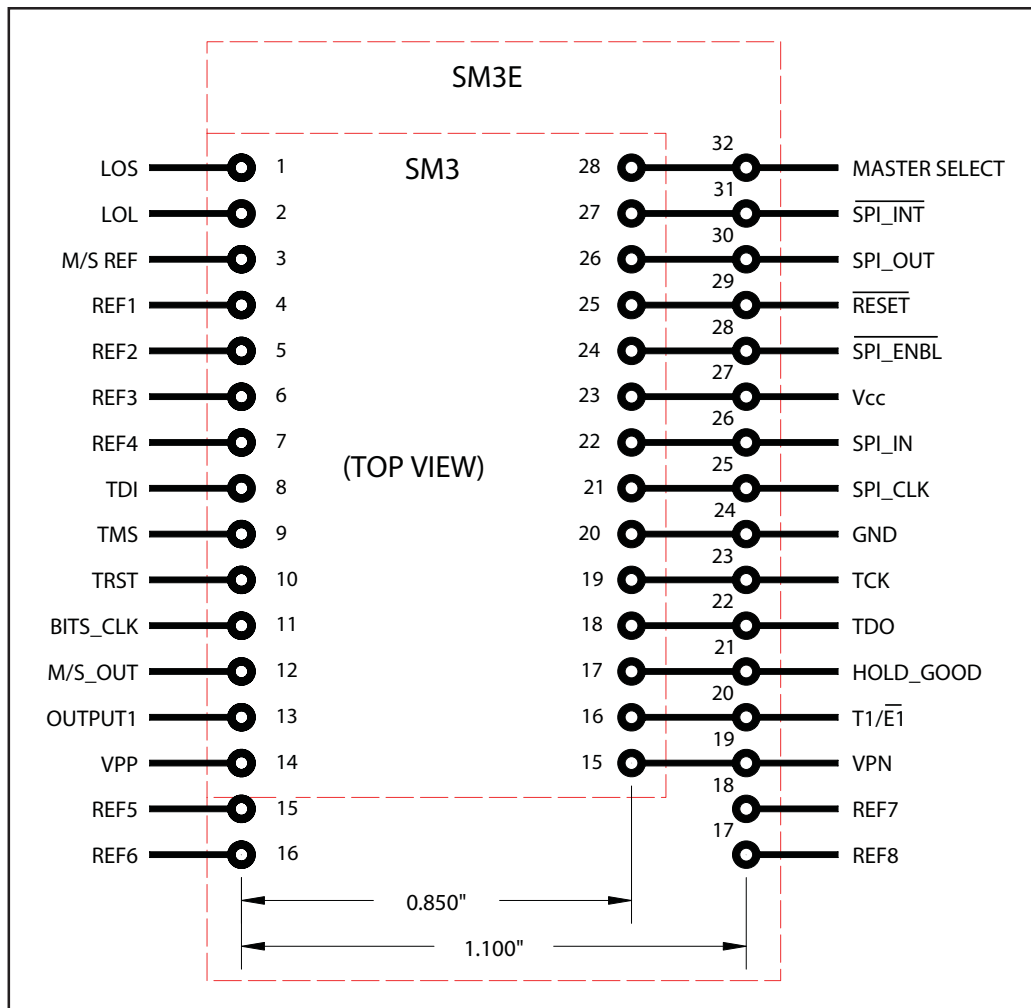 SM3E
SM3
32
LOS 1 28 MASTER SELECT
31
LOL 2 27 SPI_INT
30
M/S REF 3 26 SPI_OUT
29
REF1 4 25 RESET
28
REF2 5 24 SPI_ENBL
27
REF3 6 23 Vcc
26
REF4 7 22 SPI_IN
(TOP VIEW)
25
TDI 8 21 SPI_CLK
24
TMS 9 20 GND
23
TRST 10 19 TCK
22
BITS_CLK 11 18 TDO
21
M/S_OUT 12 17 HOLD_GOOD
20
OUTPUT1 13 16 T1/E1
19
VPP 14 15 VPN
18
REF5 15 REF7
17
REF6 16 REF8
0.850"
1.100"